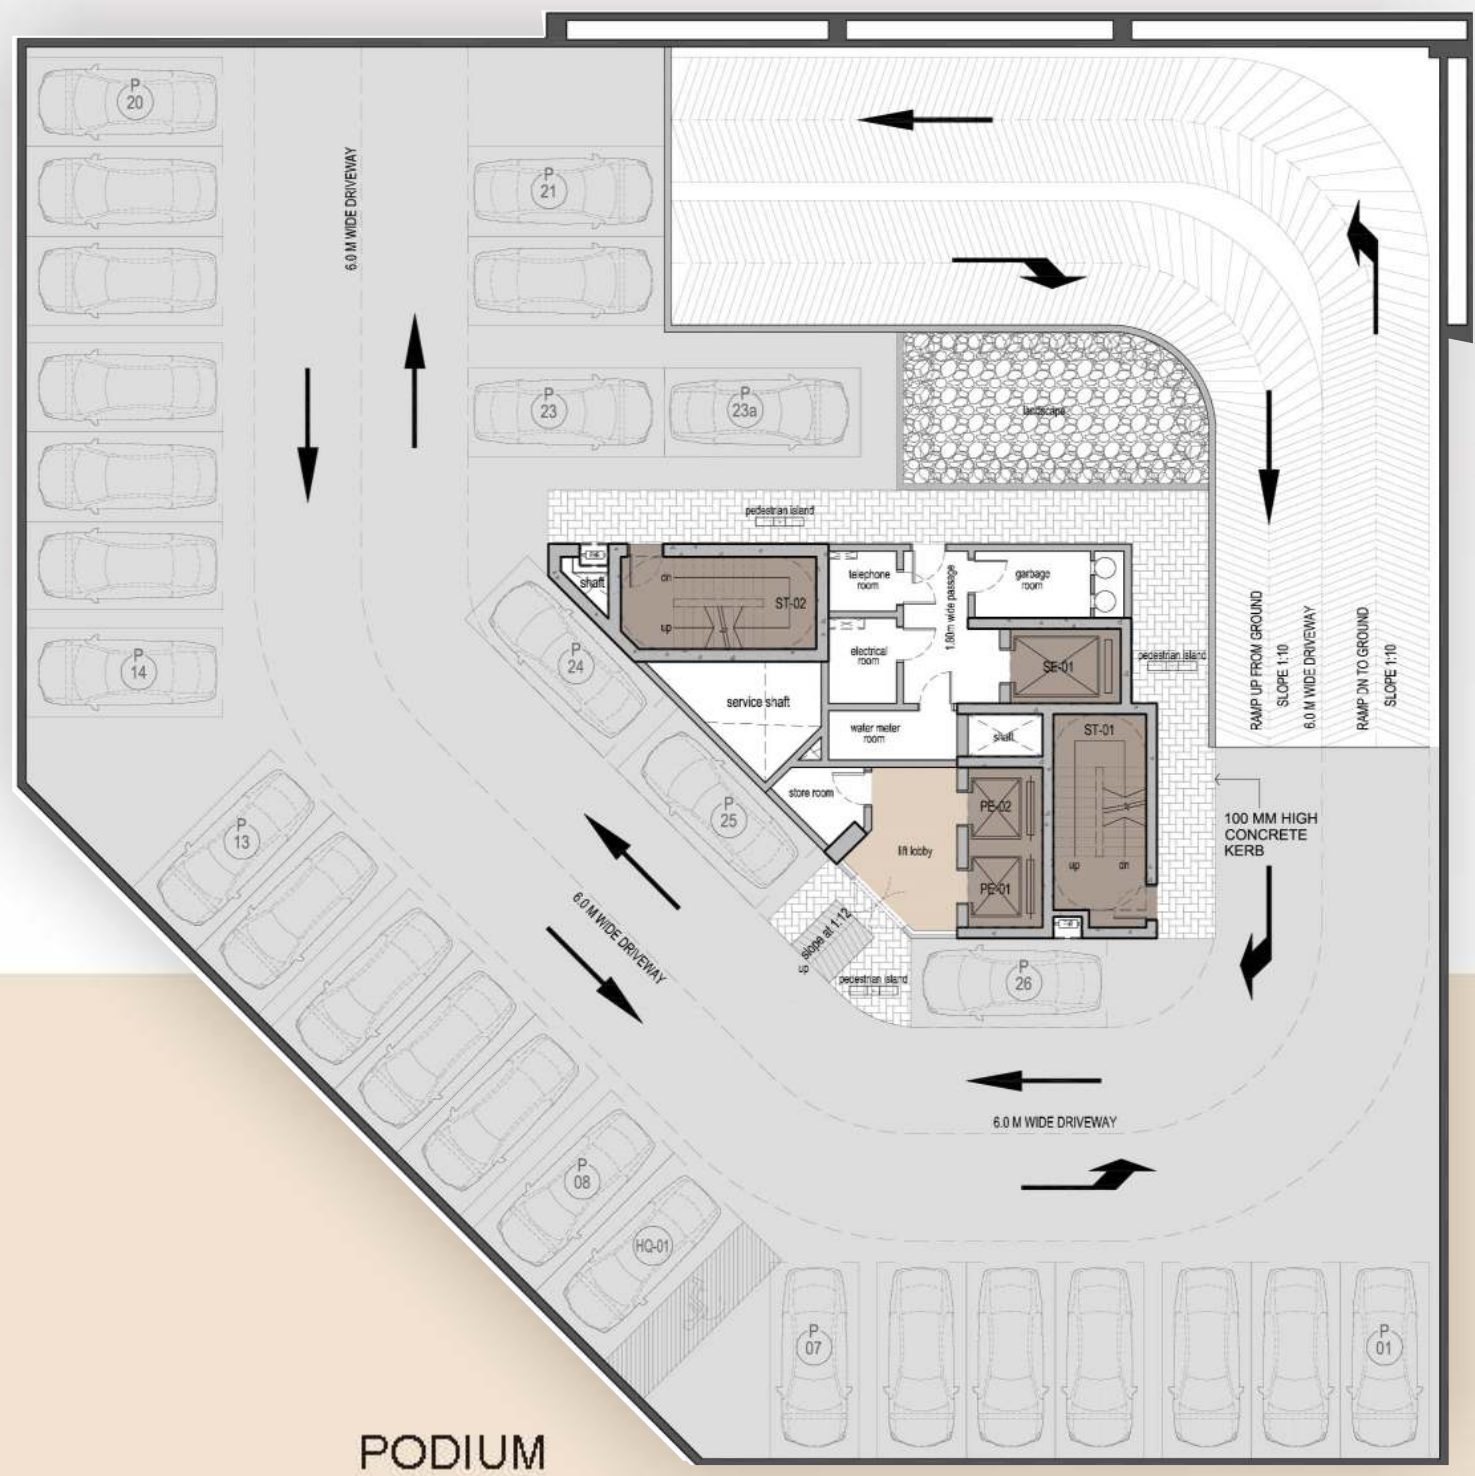 P
20
6.0 M WIDE DRIVEWAY
P
21
P
23
P
23a
landscape
pedestrian island
shaft
dn
ST-02
up
telephone
room
1.80m wide passage
garbage
room
P
14
P
24
electrical
room
SE-01
pedestrian island
RAMP UP FROM GROUND
SLOPE 1:10
6.0 M WIDE DRIVEWAY
RAMP DN TO GROUND
SLOPE 1:10
service shaft
water meter
room
shaft
ST-01
P
13
P
25
store room
PE-02
lift lobby
PE-01
up
dn
100 MM HIGH
CONCRETE
KERB
6.0 M WIDE DRIVEWAY
slope at 1:12
up
pedestrian island
P
26
6.0 M WIDE DRIVEWAY
P
08
HQ-01
P
07
P
01
PODIUM